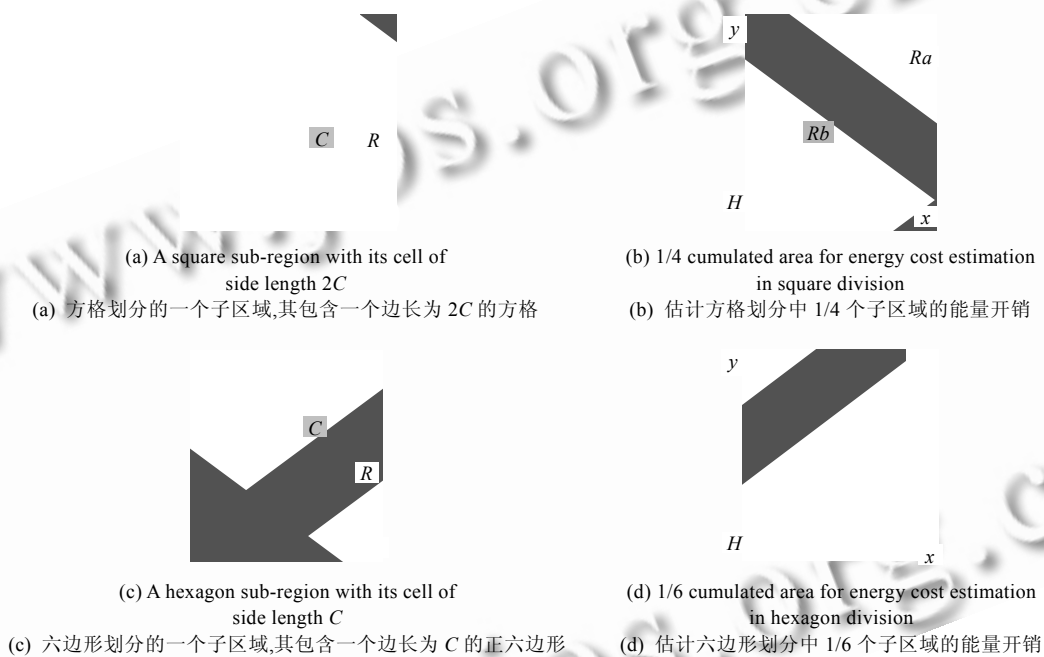 C R
y Ra
Rb
H
x
(a) A square sub-region with its cell of
side length 2C
(a) 方格划分的一个子区域,其包含一个边长为 2C 的方格
(b) 1/4 cumulated area for energy cost estimation
in square division
(b) 估计方格划分中 1/4 个子区域的能量开销
C
R
y
H
x
(c) A hexagon sub-region with its cell of
side length C
(c) 六边形划分的一个子区域,其包含一个边长为 C 的正六边形
(d) 1/6 cumulated area for energy cost estimation
in hexagon division
(d) 估计六边形划分中 1/6 个子区域的能量开销